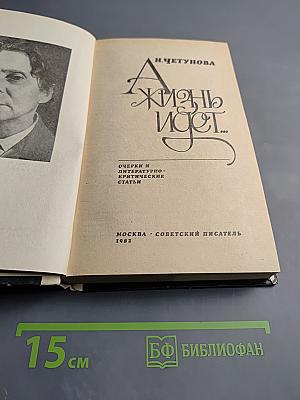 Н. ЧЕТУНОВА
А
ЖИЗНЬ
ИДЕТ...
ОЧЕРКИ И
ЛИТЕРАТУРНО-
КРИТИЧЕСКИЕ
СТАТЬИ
МОСКВА · СОВЕТСКИЙ ПИСАТЕЛЬ
1982
15 СМ
БФ БИБЛИОФАН